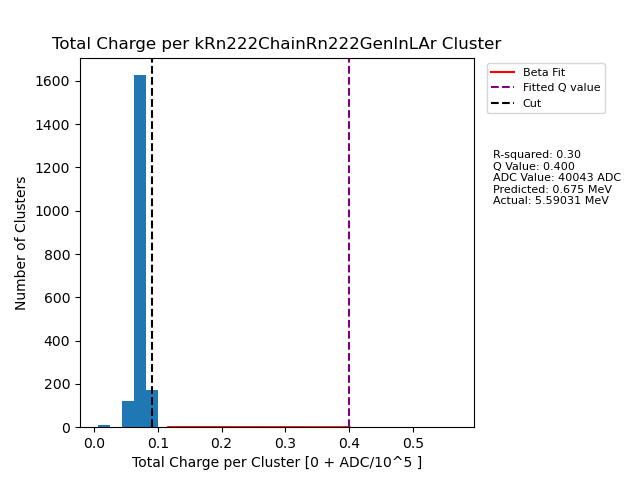 Total Charge per kRn222ChainRn222GenInLAr Cluster
Beta Fit
Fitted Q value
Cut
R-squared: 0.30
Q Value: 0.400
ADC Value: 40043 ADC
Predicted: 0.675 MeV
Actual: 5.59031 MeV
Number of Clusters
1600
1400
1200
1000
800
600
400
200
0
0.0 0.1 0.2 0.3 0.4 0.5
Total Charge per Cluster [0 + ADC/10^5 ]